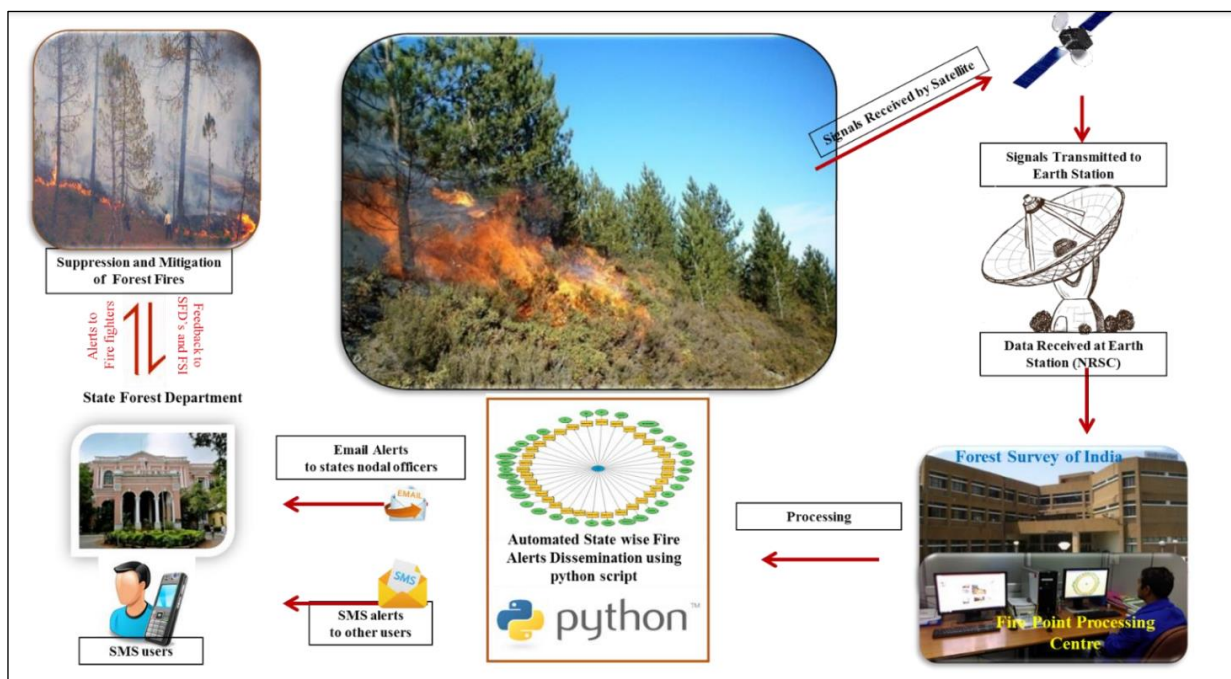 Signals Received by Satellite
Signals Transmitted to
Earth Station
Data Received at Earth
Station (NRSC)
Forest Survey of India
Fire Point Processing
Centre
Processing
Automated State wise Fire
Alerts Dissemination using
python script
python™
Email Alerts
to states nodal officers
EMAIL
SMS
SMS alerts
to other users
State Forest Department
SMS users
Alerts to
Fire fighters
Feedback to
SFD's and FSI
Suppression and Mitigation
of Forest Fires